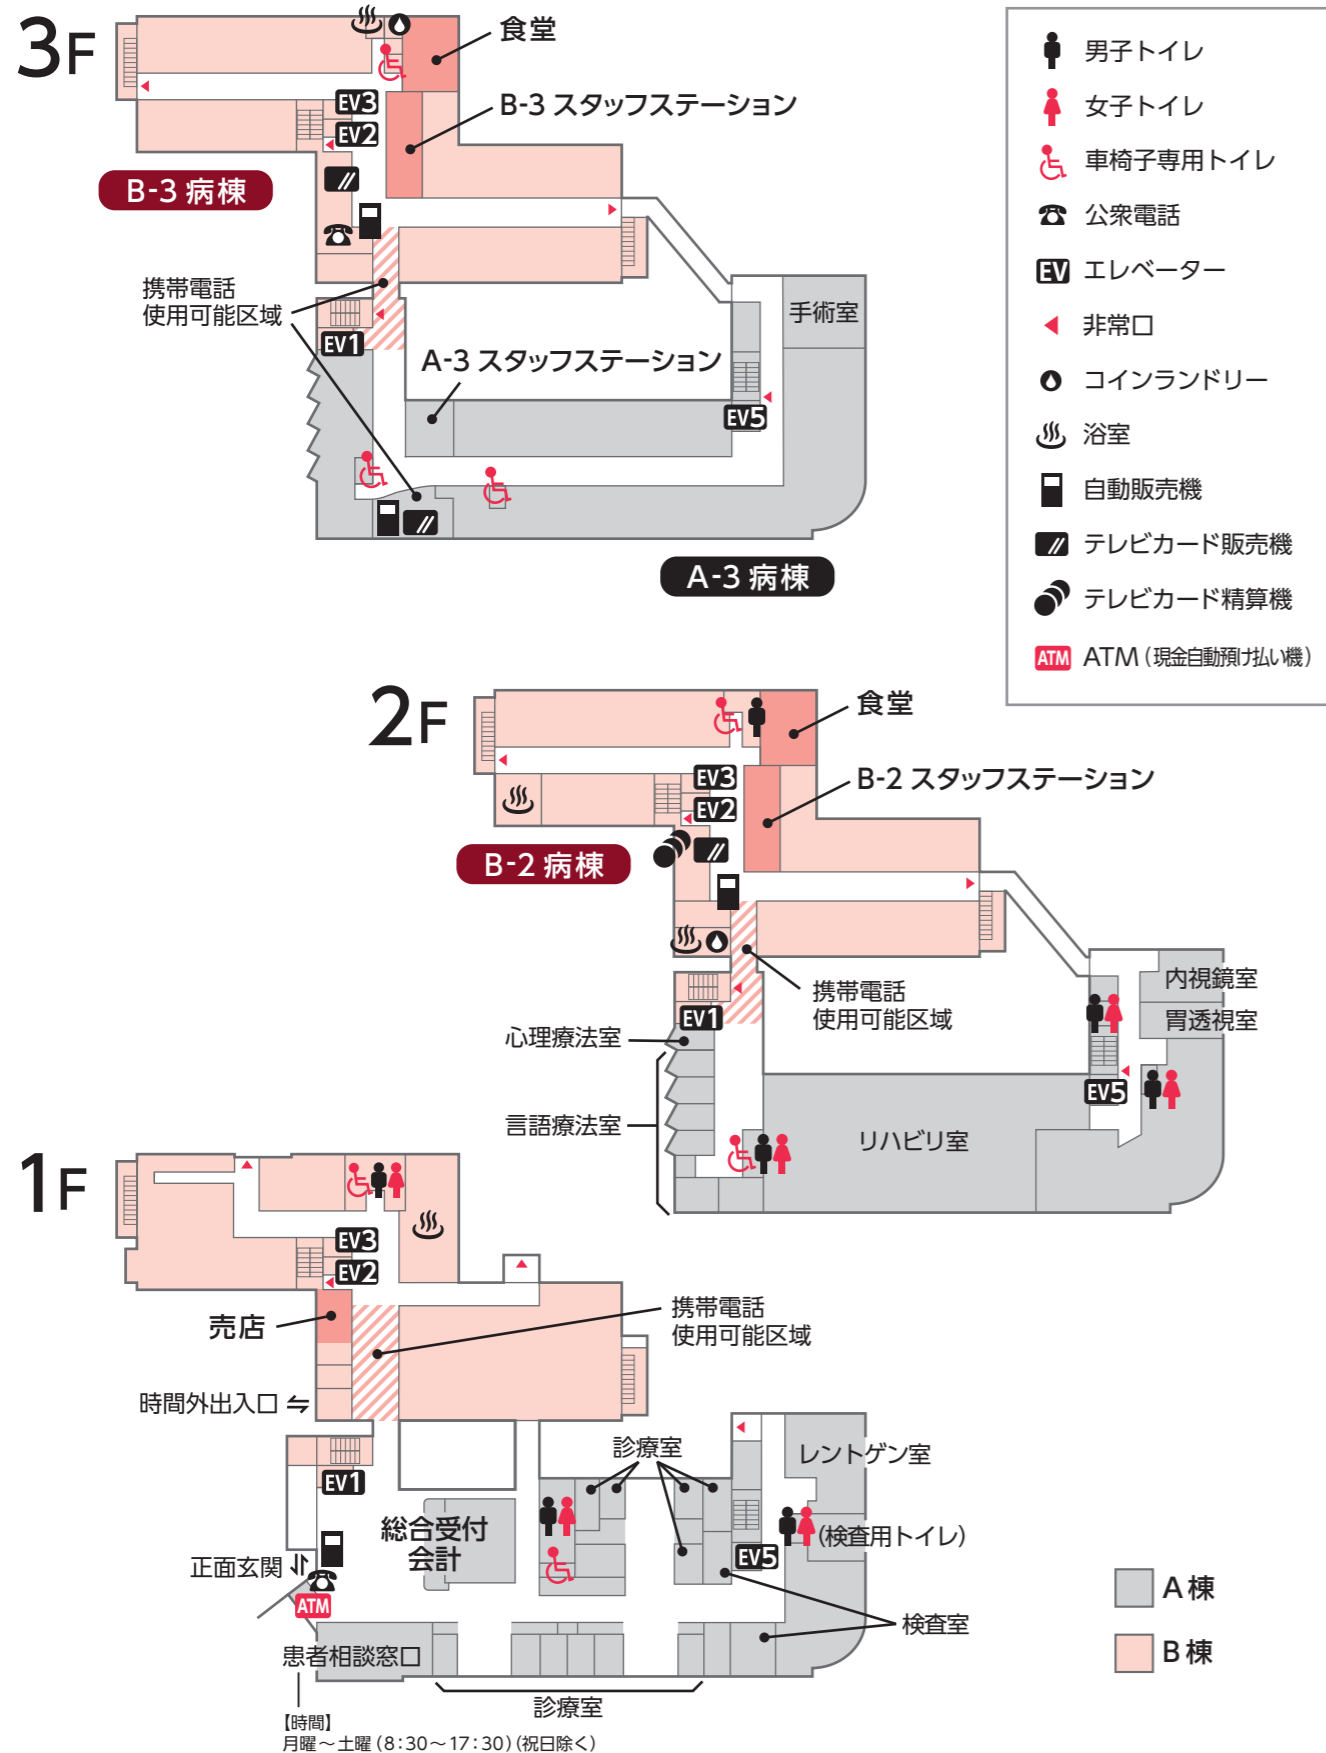 3F
食堂
EV3
B-3 スタッフステーション
EV2
B-3 病棟
携帯電話
使用可能区域
手術室
EV1
A-3 スタッフステーション
EV5
A-3 病棟
男子トイレ
女子トイレ
車椅子専用トイレ
公衆電話
EV エレベーター
非常口
コインランドリー
浴室
自動販売機
テレビカード販売機
テレビカード精算機
ATM ATM（現金自動預け払い機）
2F
食堂
EV3
B-2 スタッフステーション
EV2
B-2 病棟
携帯電話
使用可能区域
内視鏡室
胃透視室
EV1
心理療法室
EV5
言語療法室
リハビリ室
1F
EV3
EV2
売店
携帯電話
使用可能区域
時間外出入口
診療室
レントゲン室
EV1
総合受付
会計
(検査用トイレ)
EV5
正面玄関
ATM
検査室
患者相談窓口
診療室
【時間】
月曜～土曜（8：30～17：30）（祝日除く）
A棟
B棟